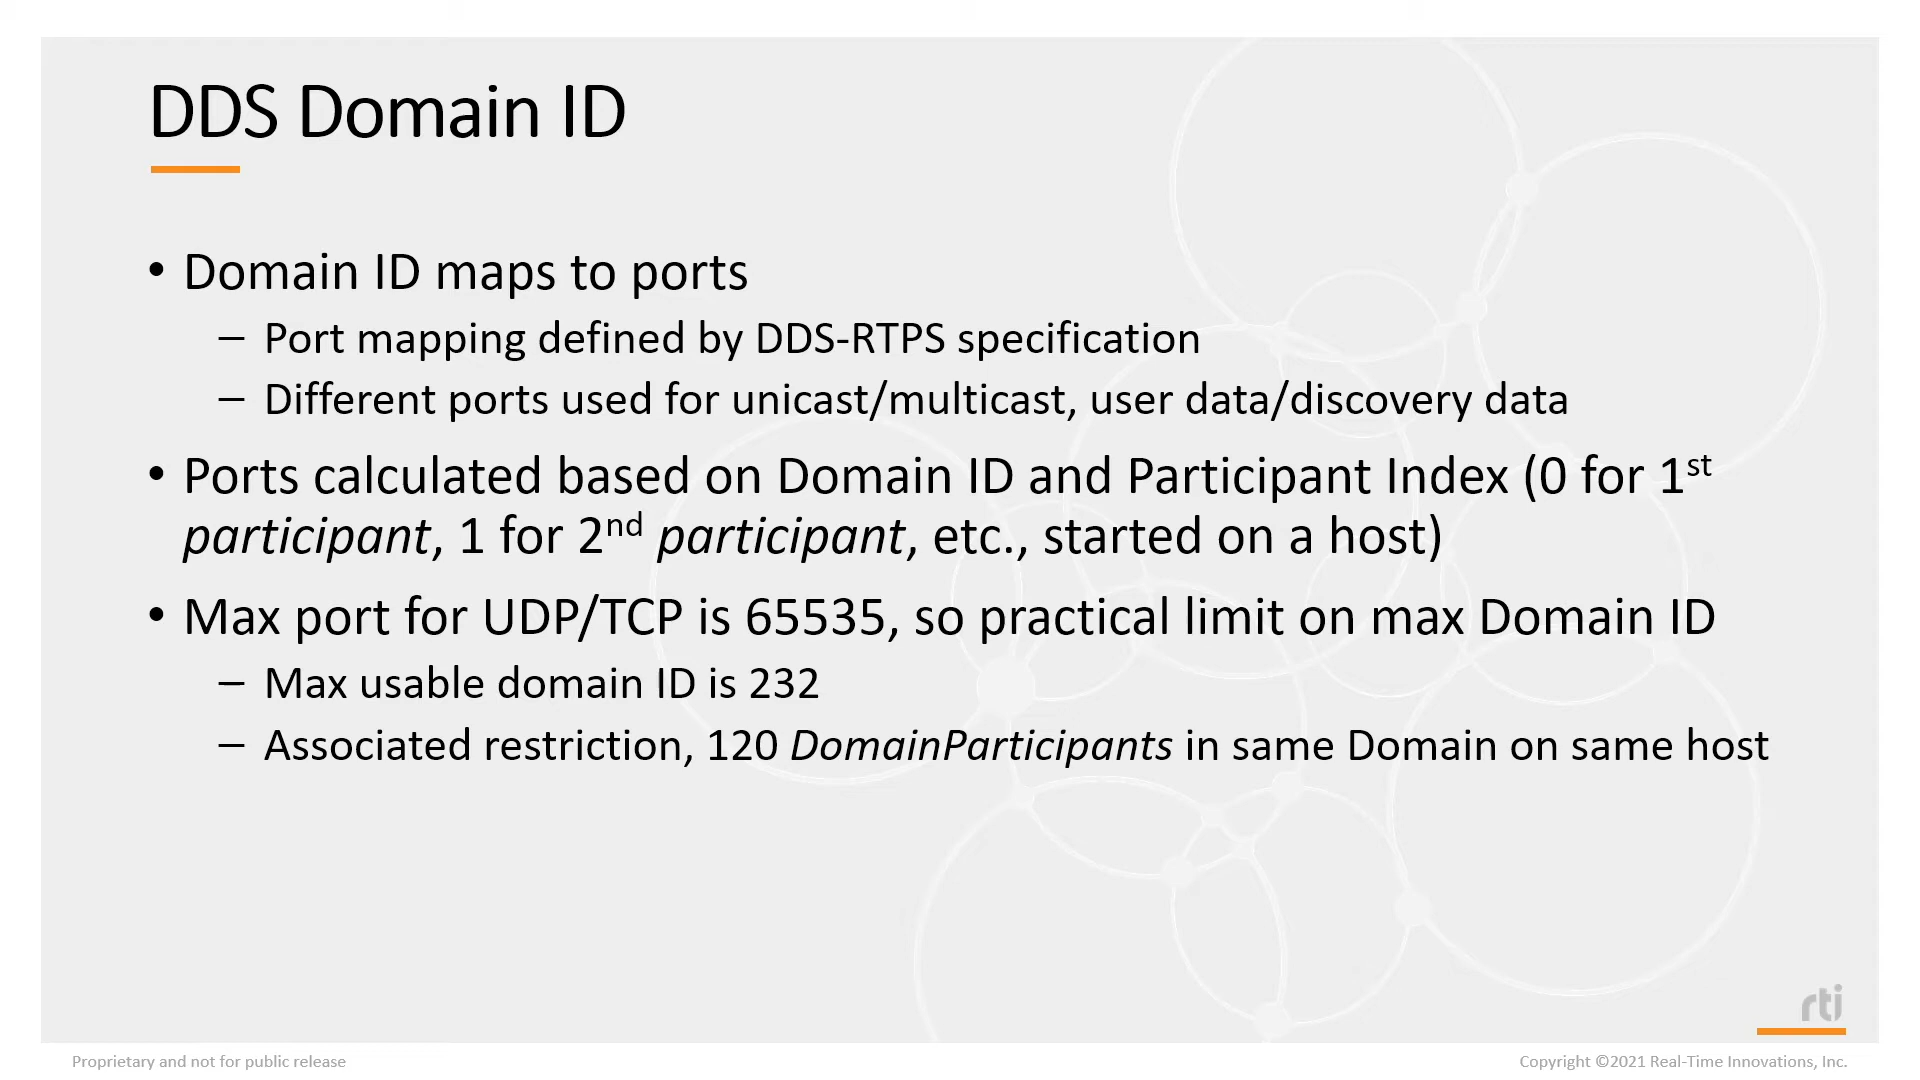 DDS Domain ID
• Domain ID maps to ports
– Port mapping defined by DDS-RTPS specification
– Different ports used for unicast/multicast, user data/discovery data
• Ports calculated based on Domain ID and Participant Index (0 for 1st
participant, 1 for 2nd participant, etc., started on a host)
• Max port for UDP/TCP is 65535, so practical limit on max Domain ID
– Max usable domain ID is 232
– Associated restriction, 120 DomainParticipants in same Domain on same host
rti
Proprietary and not for public release
Copyright ©2021 Real-Time Innovations, Inc.